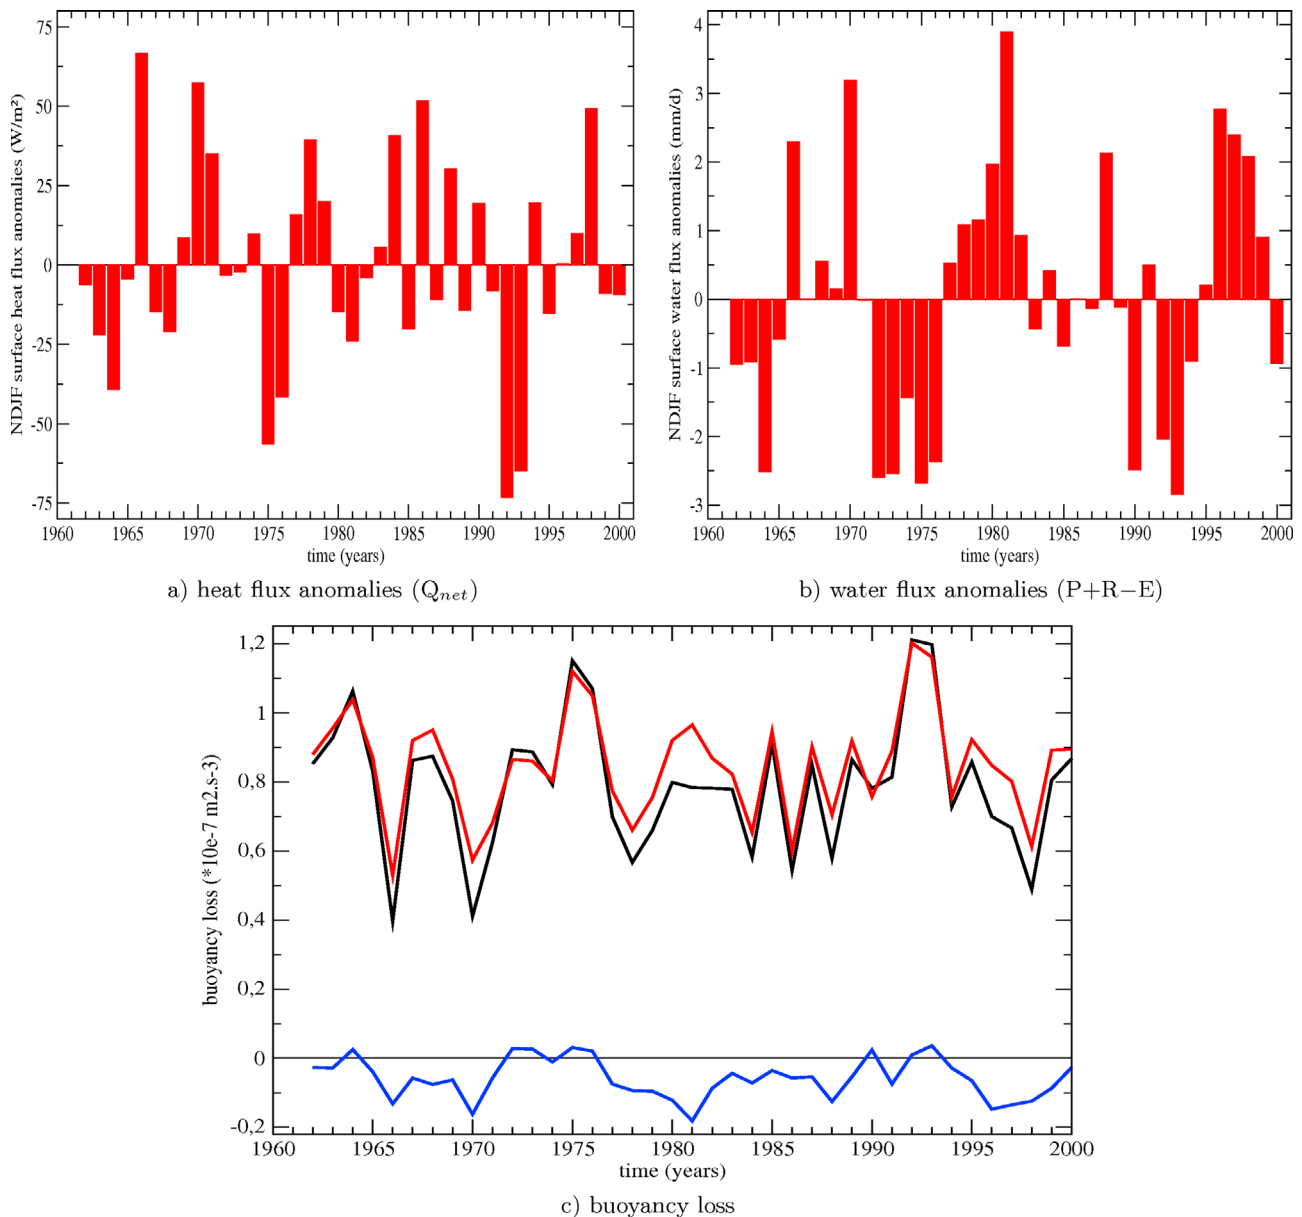 75
50
25
0
-25
-50
-75
NDJF surface heat flux anomalies (W/m²)
1960 1965 1970 1975 1980 1985 1990 1995 2000
time (years)
a) heat flux anomalies (Qnet)
4
3
2
1
0
-1
-2
-3
NDJF surface water flux anomalies (mm/d)
1960 1965 1970 1975 1980 1985 1990 1995 2000
time (years)
b) water flux anomalies (P+R−E)
1,2
1
0,8
0,6
0,4
0,2
0
-0,2
buoyancy loss (*10e-7 m2.s-3)
1960 1965 1970 1975 1980 1985 1990 1995 2000
time (years)
c) buoyancy loss